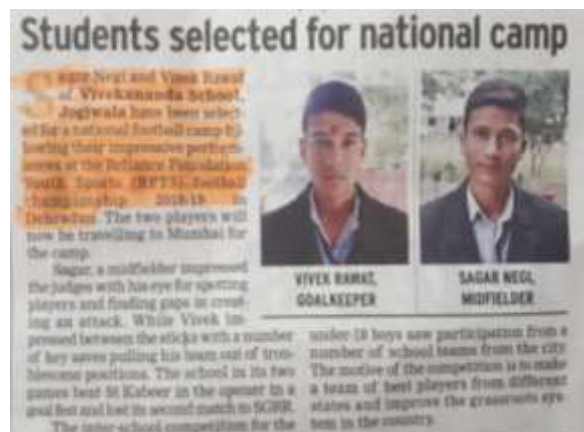 Students selected for national camp
Sagar Negi and Vivek Rawat
of Vivekananda School,
Jogiwala have been select-
ed for a national football camp fol-
lowing their impressive perform-
ances at the Reliance Foundation
Youth Sports (RFYS) football
championship 2018-19 in
Dehradun. The two players will
now be travelling to Mumbai for
the camp.
Sagar, a midfielder impressed
the judges with his eye for spotting
players and finding gaps in creat-
ing an attack. While Vivek im-
pressed between the sticks with a number
of key saves pulling his team out of trou-
blesome positions. The school in its two
games beat St Kabeer in the opener in a
goal fest and lost its second match to SGRR.
The inter-school competition for the
VIVEK RAWAT,
GOALKEEPER
SAGAR NEGI,
MIDFIELDER
under-18 boys saw participation from a
number of school teams from the city
The motive of the competition is to make
a team of best players from different
states and improve the grassroots sys-
tem in the country.